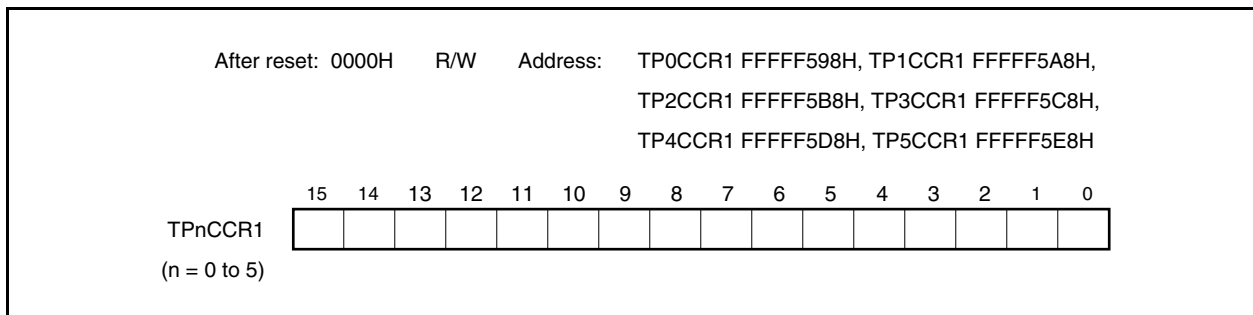 After reset: 0000H R/W Address: TP0CCR1 FFFFF598H, TP1CCR1 FFFFF5A8H,
TP2CCR1 FFFFF5B8H, TP3CCR1 FFFFF5C8H,
TP4CCR1 FFFFF5D8H, TP5CCR1 FFFFF5E8H
15 14 13 12 11 10 9 8 7 6 5 4 3 2 1 0
TPnCCR1
(n = 0 to 5)